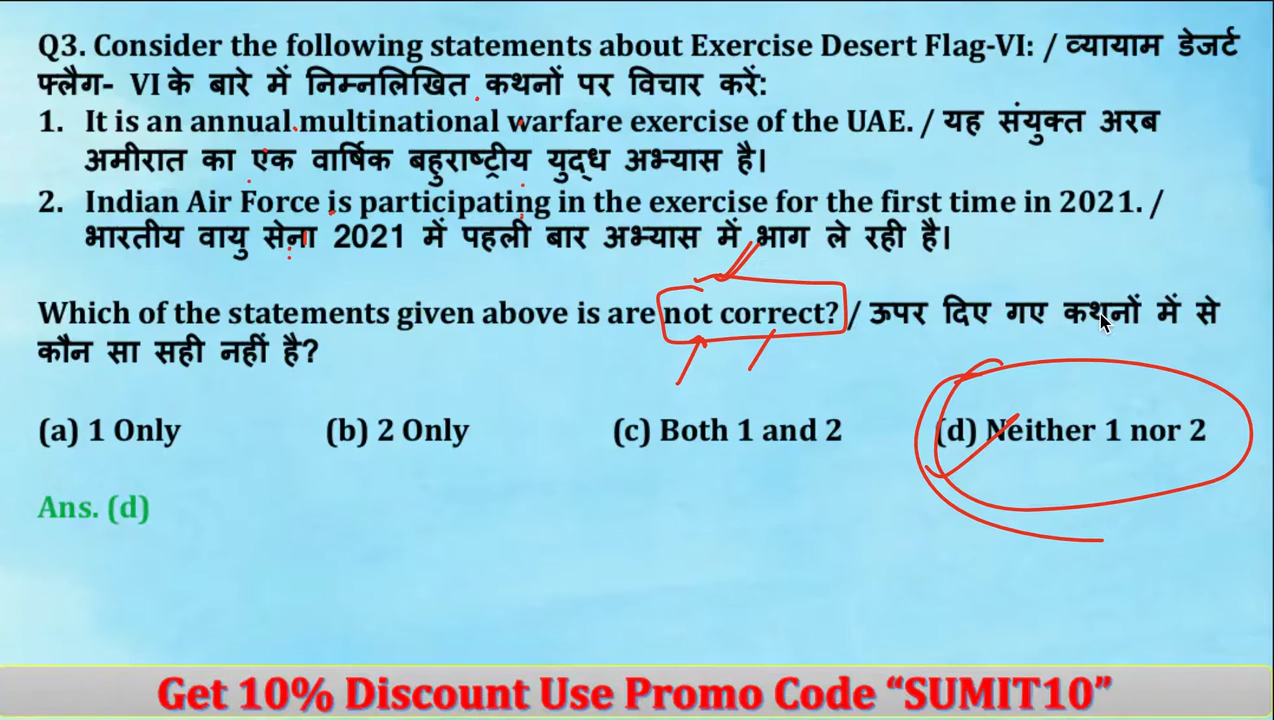 Q3. Consider the following statements about Exercise Desert Flag-VI: / व्यायाम डेजर्ट
फ्लैग- VI के बारे में निम्नलिखित कथनों पर विचार करें:
1. It is an annual multinational warfare exercise of the UAE. / यह संयुक्त अरब
अमीरात का एक वार्षिक बहुराष्ट्रीय युद्ध अभ्यास है।
2. Indian Air Force is participating in the exercise for the first time in 2021. /
भारतीय वायु सेना 2021 में पहली बार अभ्यास में भाग ले रही है।
Which of the statements given above is are not correct? / ऊपर दिए गए कथनों में से
कौन सा सही नहीं है?
(a) 1 Only (b) 2 Only (c) Both 1 and 2 (d) Neither 1 nor 2
Ans. (d)
Get 10% Discount Use Promo Code “SUMIT10”